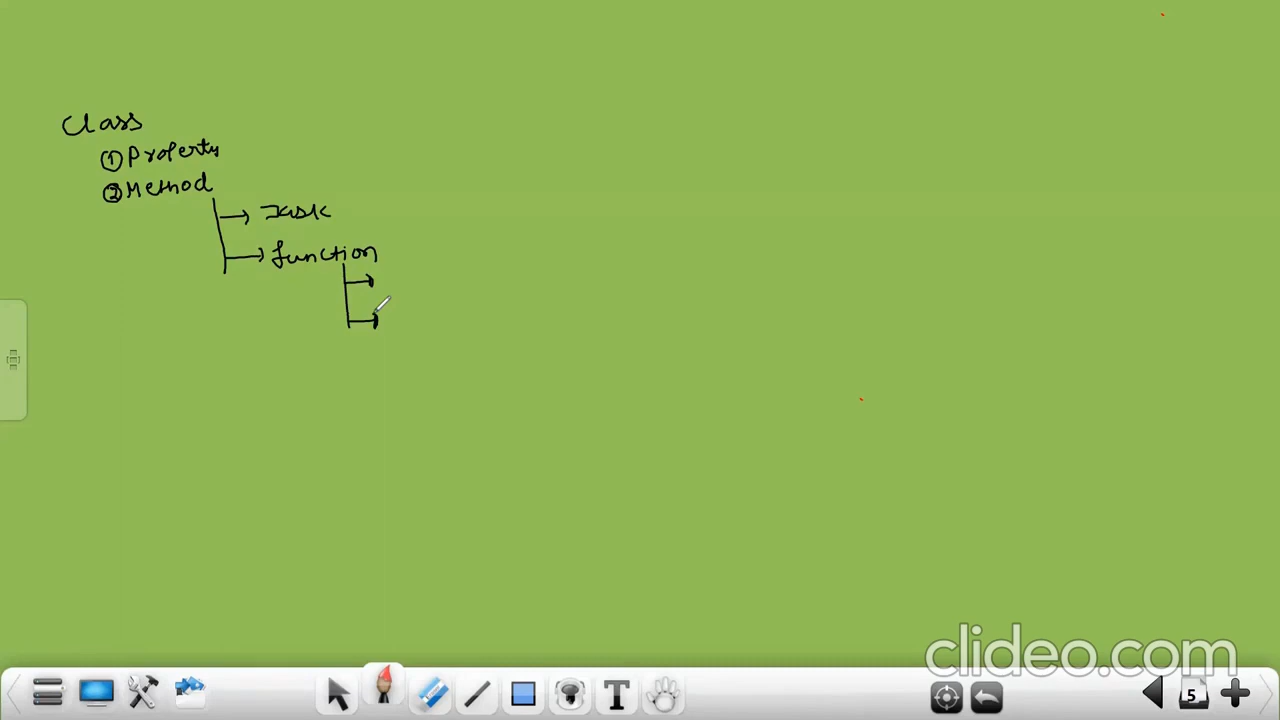 Class
① Property
② Method
Task
function
clideo.com
5
T